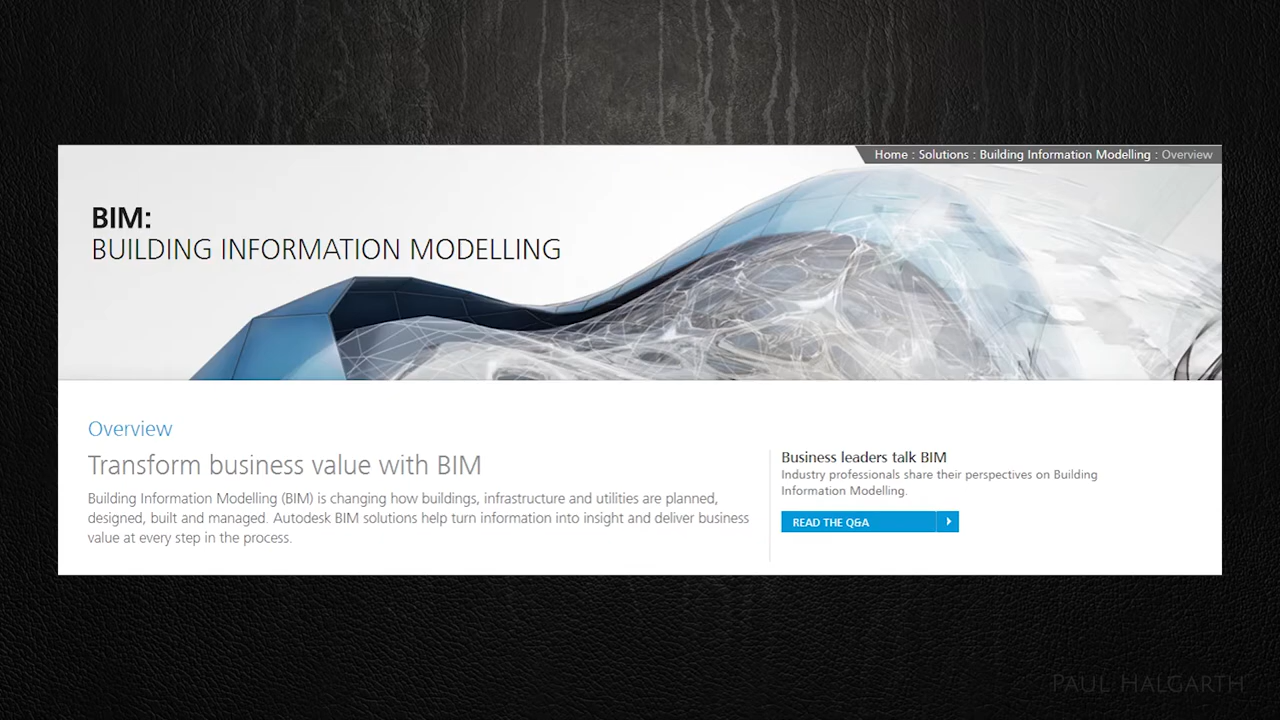 Home : Solutions : Building Information Modelling : Overview
BIM:
BUILDING INFORMATION MODELLING
Overview
Transform business value with BIM
Building Information Modelling (BIM) is changing how buildings, infrastructure and utilities are planned,
designed, built and managed. Autodesk BIM solutions help turn information into insight and deliver business
value at every step in the process.
Business leaders talk BIM
Industry professionals share their perspectives on Building
Information Modelling.
READ THE Q&A
PAUL HALGARTH